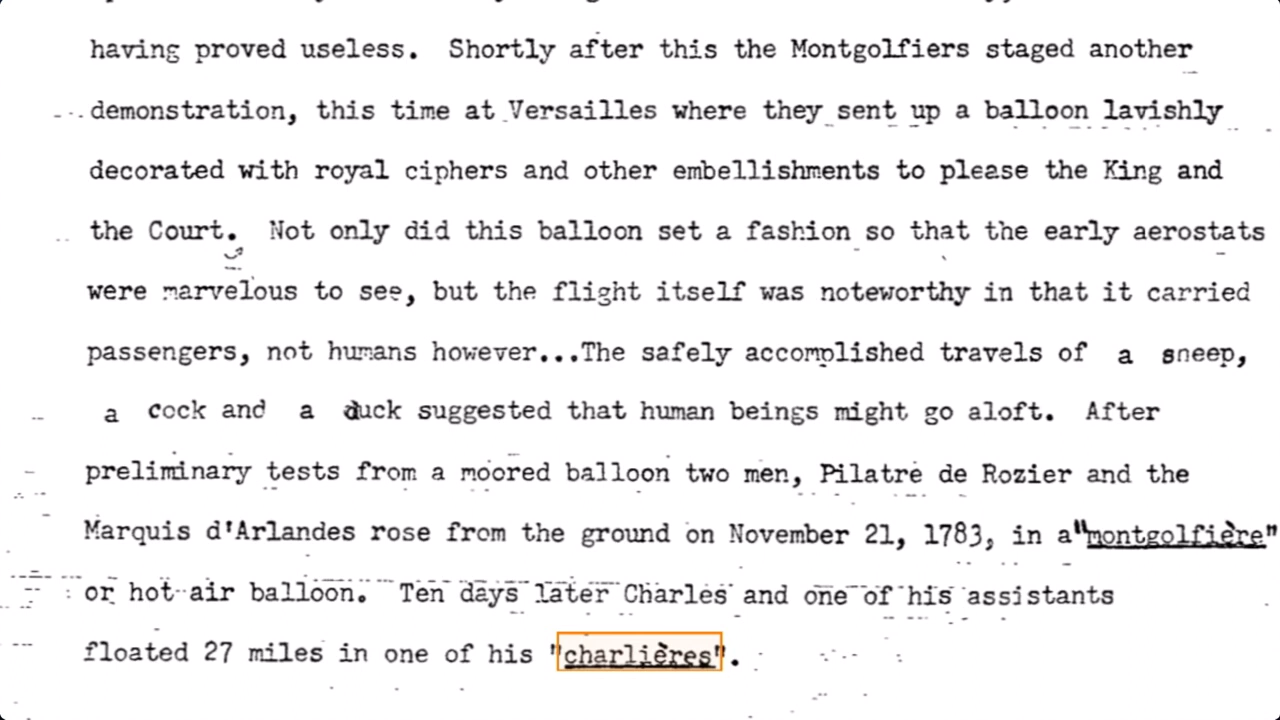 having proved useless. Shortly after this the Montgolfiers staged another
demonstration, this time at Versailles where they sent up a balloon lavishly
decorated with royal ciphers and other embellishments to please the King and
the Court. Not only did this balloon set a fashion so that the early aerostats
were marvelous to see, but the flight itself was noteworthy in that it carried
passengers, not humans however...The safely accomplished travels of a sheep,
a cock and a duck suggested that human beings might go aloft. After
preliminary tests from a moored balloon two men, Pilatre de Rozier and the
Marquis d'Arlandes rose from the ground on November 21, 1783, in a"montgolfière"
or hot air balloon. Ten days later Charles and one of his assistants
floated 27 miles in one of his "charlières".